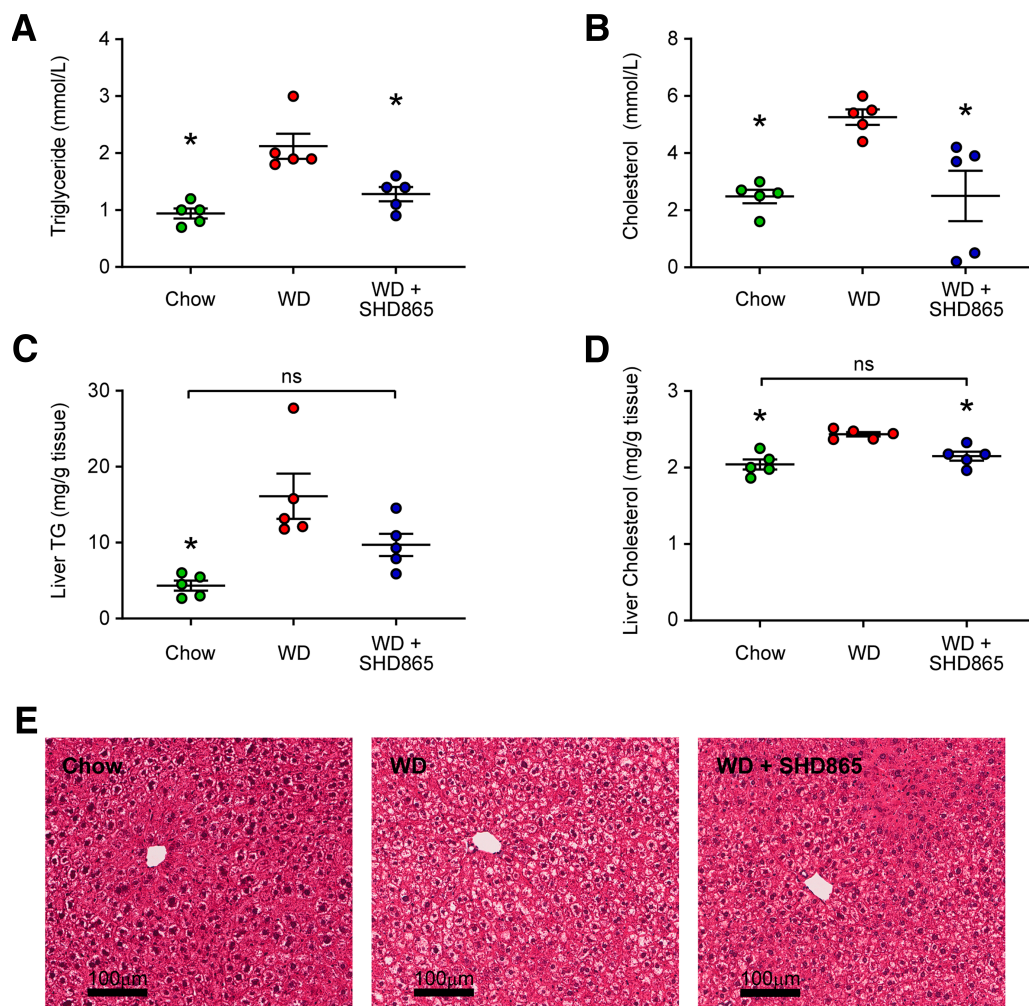 A
Triglyceride (mmol/L)
4
3
2
1
0
*
*
Chow
WD
WD +
SHD865
B
Cholesterol (mmol/L)
8
6
4
2
0
*
*
Chow
WD
WD +
SHD865
C
Liver TG (mg/g tissue)
30
20
10
0
ns
*
Chow
WD
WD +
SHD865
D
Liver Cholesterol (mg/g tissue)
3
2
1
0
ns
*
*
Chow
WD
WD +
SHD865
E
Chow
100μm
WD
100μm
WD + SHD865
100μm